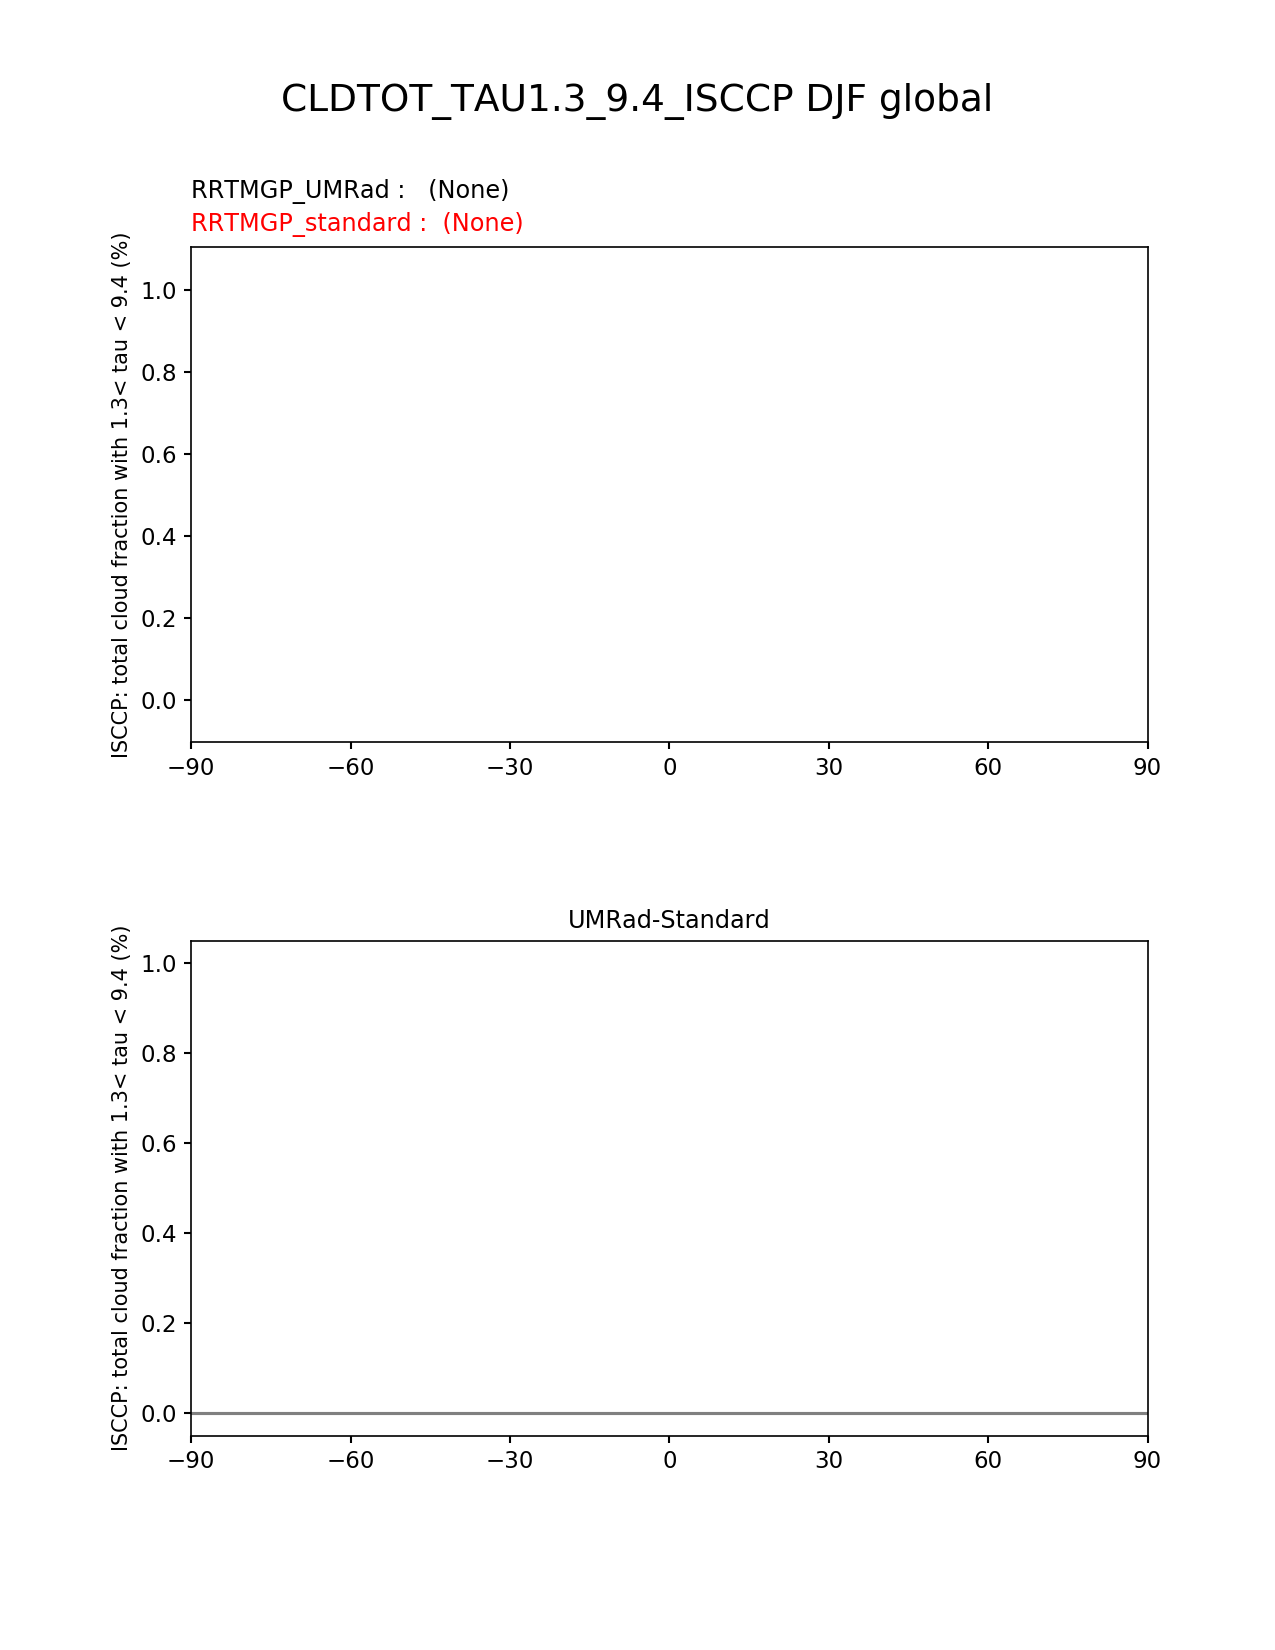 CLDTOT_TAU1.3_9.4_ISCCP DJF global
RRTMGP_UMRad :   (None)
RRTMGP_standard :  (None)
ISCCP: total cloud fraction with 1.3< tau < 9.4 (%)
1.0
0.8
0.6
0.4
0.2
0.0
−90 −60 −30 0 30 60 90
UMRad-Standard
ISCCP: total cloud fraction with 1.3< tau < 9.4 (%)
1.0
0.8
0.6
0.4
0.2
0.0
−90 −60 −30 0 30 60 90